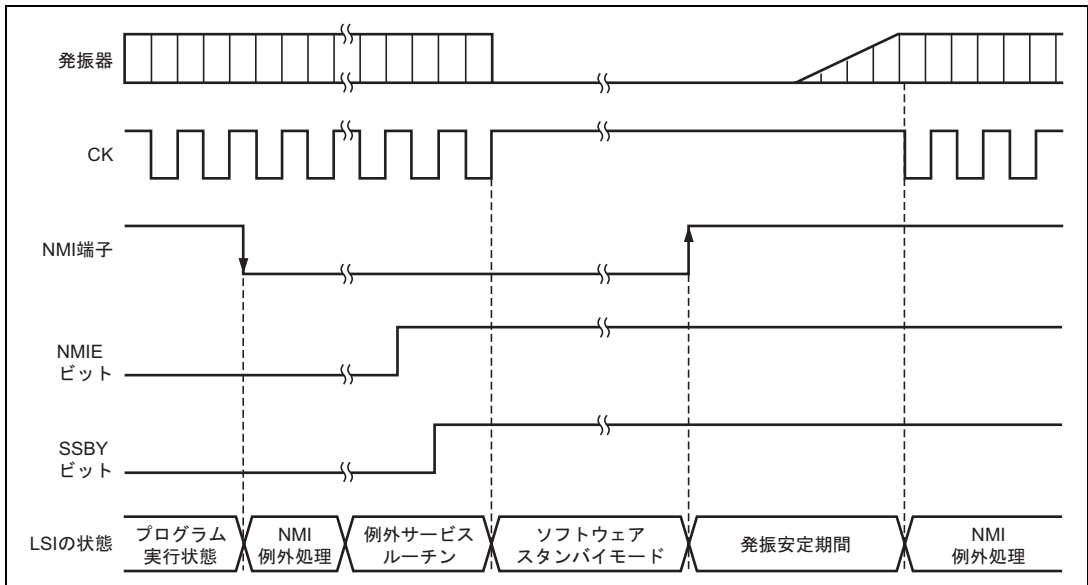 発振器
CK
NMI端子
NMIE
ビット
SSBY
ビット
LSIの状態
プログラム
実行状態
NMI
例外処理
例外サービス
ルーチン
ソフトウェア
スタンバイモード
発振安定期間
NMI
例外処理